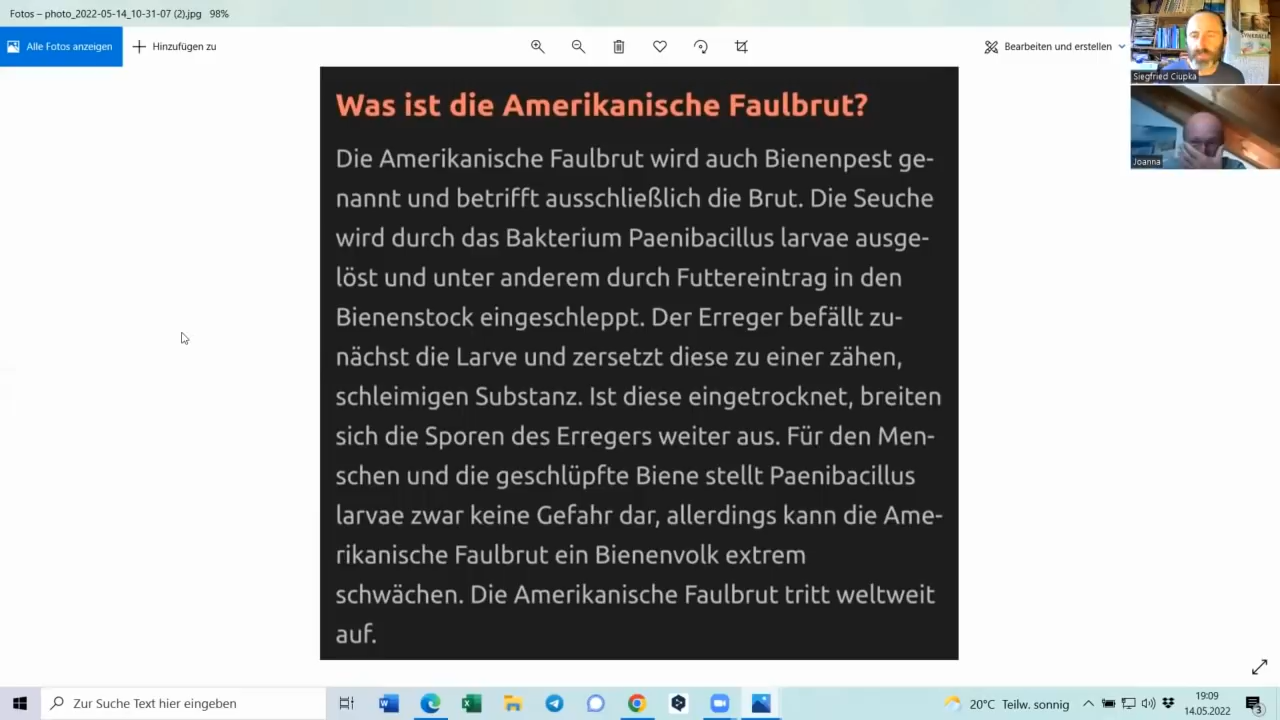 Fotos – photo_2022-05-14_10-31-07 (2).jpg 98%
Alle Fotos anzeigen
Hinzufügen zu
Bearbeiten und erstellen
Siegfried Ciupka
Joanna
Was ist die Amerikanische Faulbrut?
Die Amerikanische Faulbrut wird auch Bienenpest ge-
nannt und betrifft ausschließlich die Brut. Die Seuche
wird durch das Bakterium Paenibacillus larvae ausge-
löst und unter anderem durch Futtereintrag in den
Bienenstock eingeschleppt. Der Erreger befällt zu-
nächst die Larve und zersetzt diese zu einer zähen,
schleimigen Substanz. Ist diese eingetrocknet, breiten
sich die Sporen des Erregers weiter aus. Für den Men-
schen und die geschlüpfte Biene stellt Paenibacillus
larvae zwar keine Gefahr dar, allerdings kann die Ame-
rikanische Faulbrut ein Bienenvolk extrem
schwächen. Die Amerikanische Faulbrut tritt weltweit
auf.
Zur Suche Text hier eingeben
20°C Teilw. sonnig
19:09
14.05.2022
3